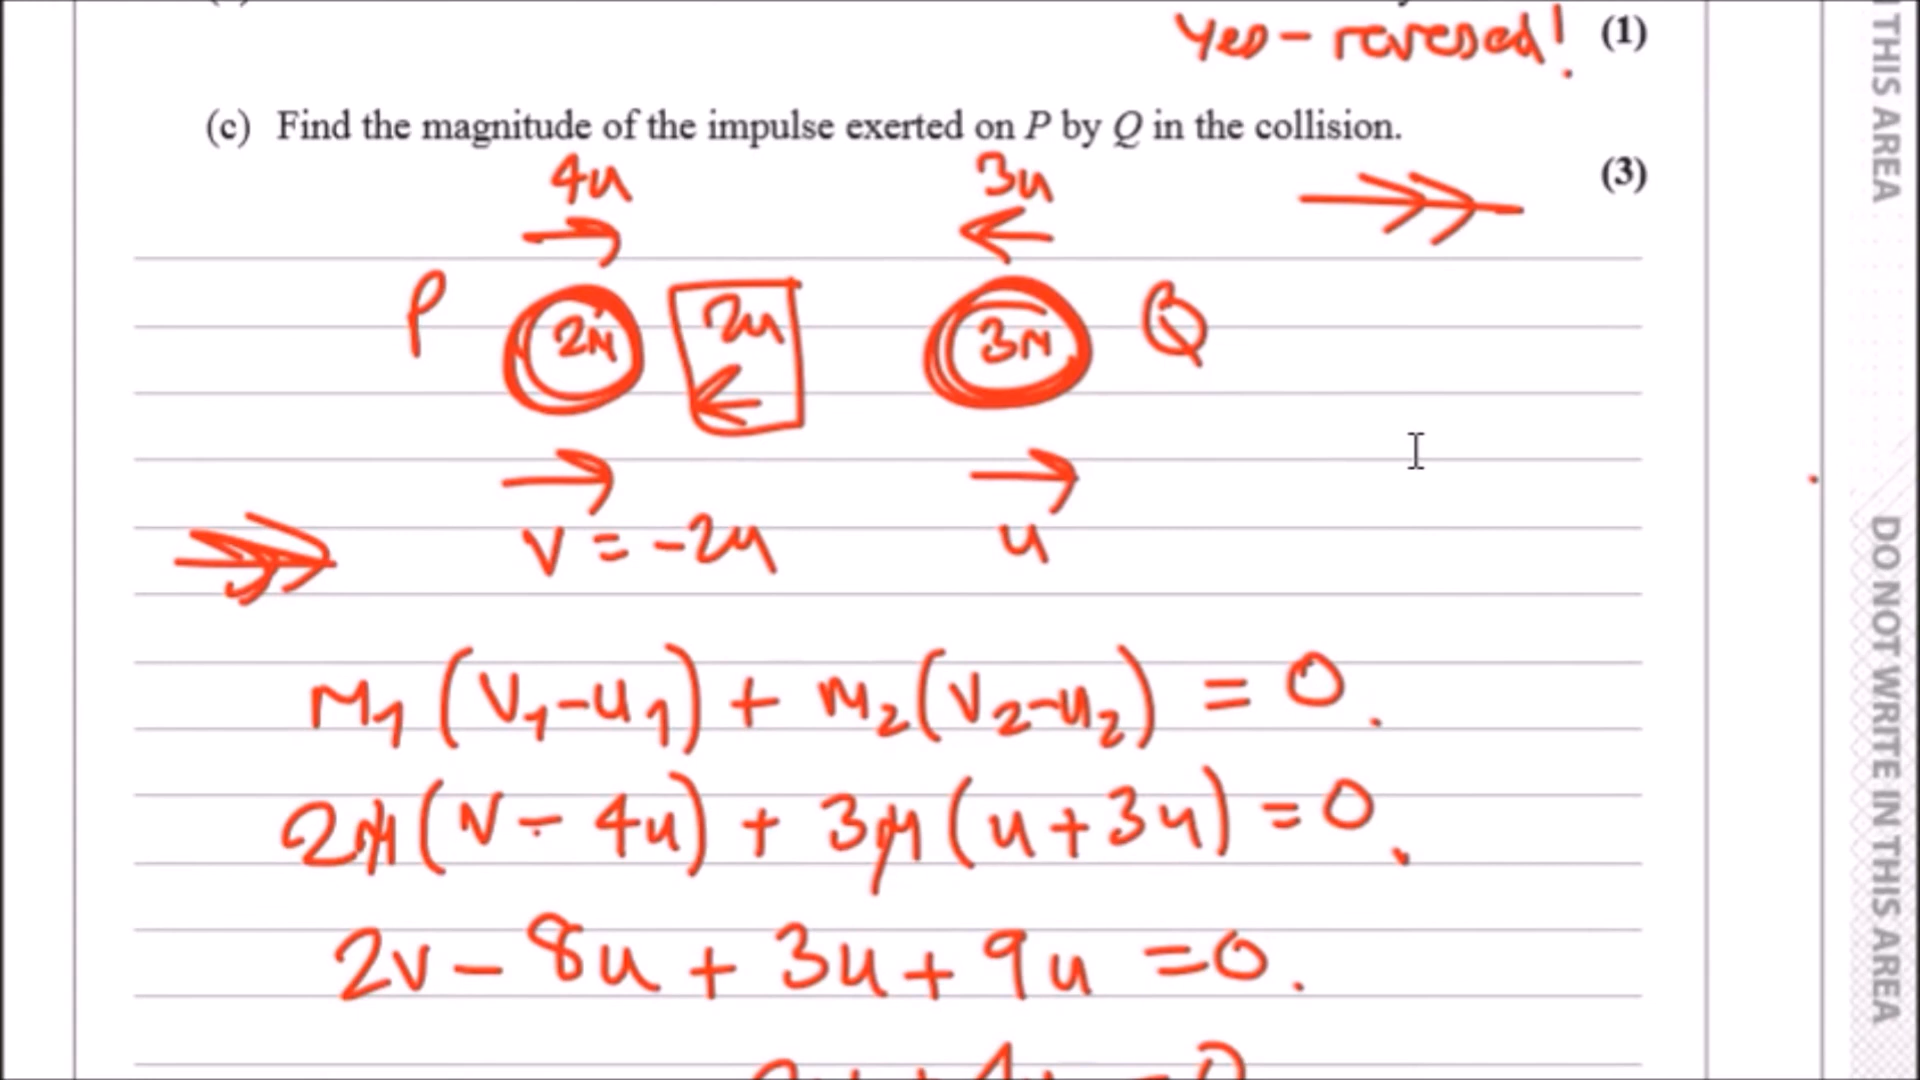 Yes - reversed! (1)
(c) Find the magnitude of the impulse exerted on P by Q in the collision.
(3)
4u 3u
P 2M 2u 3M Q
V = -2u u
M1 (V1-u1) + M2(V2-u2) = 0.
2M(V - 4u) + 3M(u+3u) = 0.
2V - 8u + 3u + 9u = 0.
THIS AREA
DO NOT WRITE IN THIS AREA